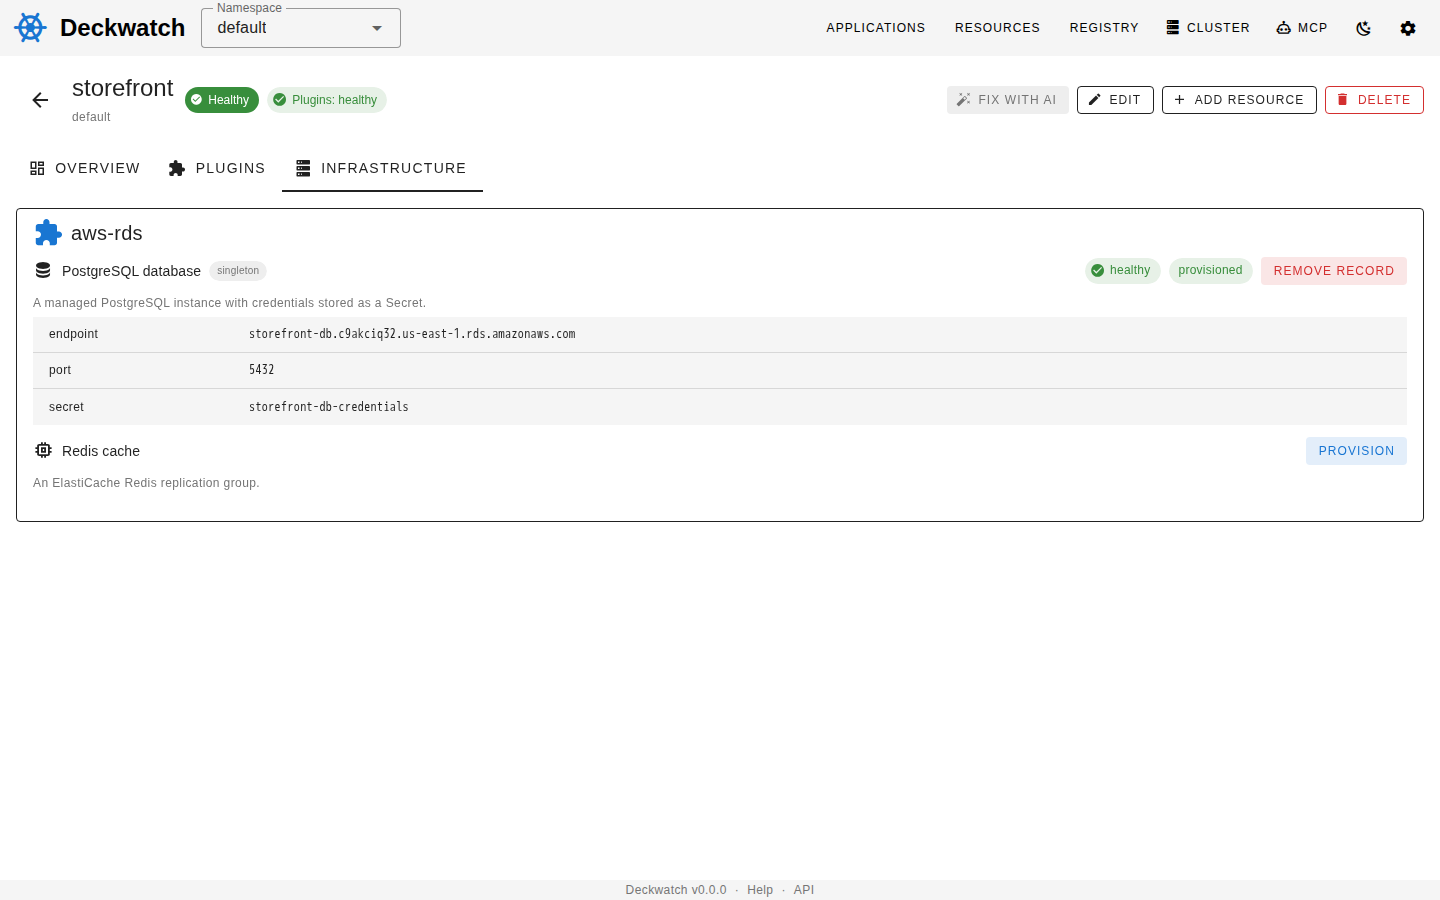 Deckwatch
Namespace
default
APPLICATIONS
RESOURCES
REGISTRY
CLUSTER
MCP
storefront
default
Healthy
Plugins: healthy
FIX WITH AI
EDIT
ADD RESOURCE
DELETE
OVERVIEW
PLUGINS
INFRASTRUCTURE
aws-rds
PostgreSQL database
singleton
healthy
provisioned
REMOVE RECORD
A managed PostgreSQL instance with credentials stored as a Secret.
endpoint storefront-db.c9akciq32.us-east-1.rds.amazonaws.com
port 5432
secret storefront-db-credentials
Redis cache
PROVISION
An ElastiCache Redis replication group.
Deckwatch v0.0.0 · Help · API